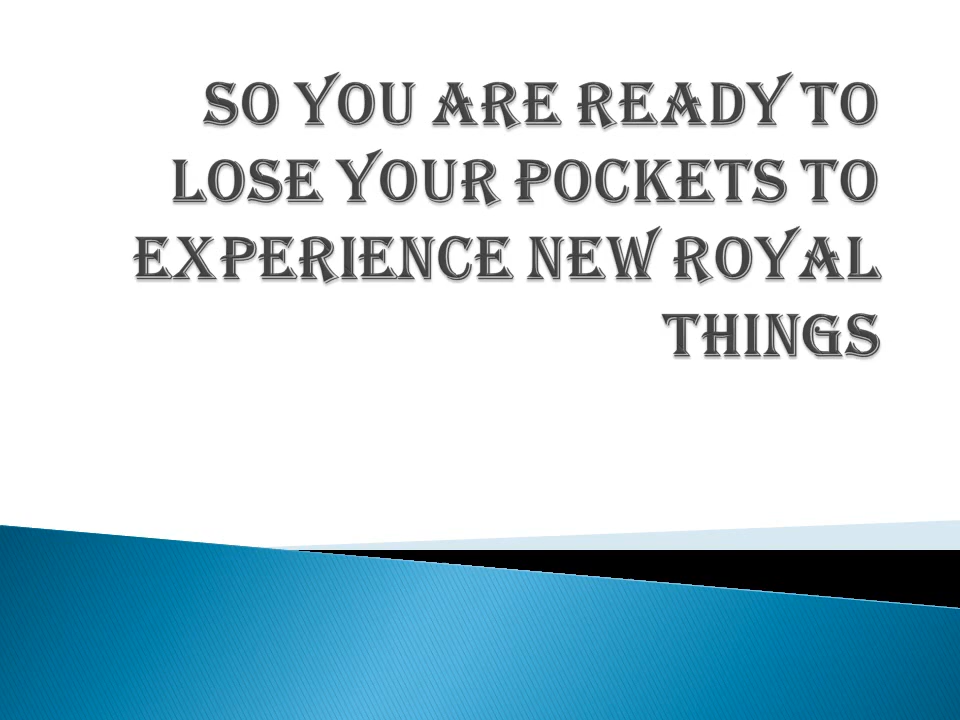 SO YOU ARE READY TO
LOSE YOUR POCKETS TO
EXPERIENCE NEW ROYAL
THINGS